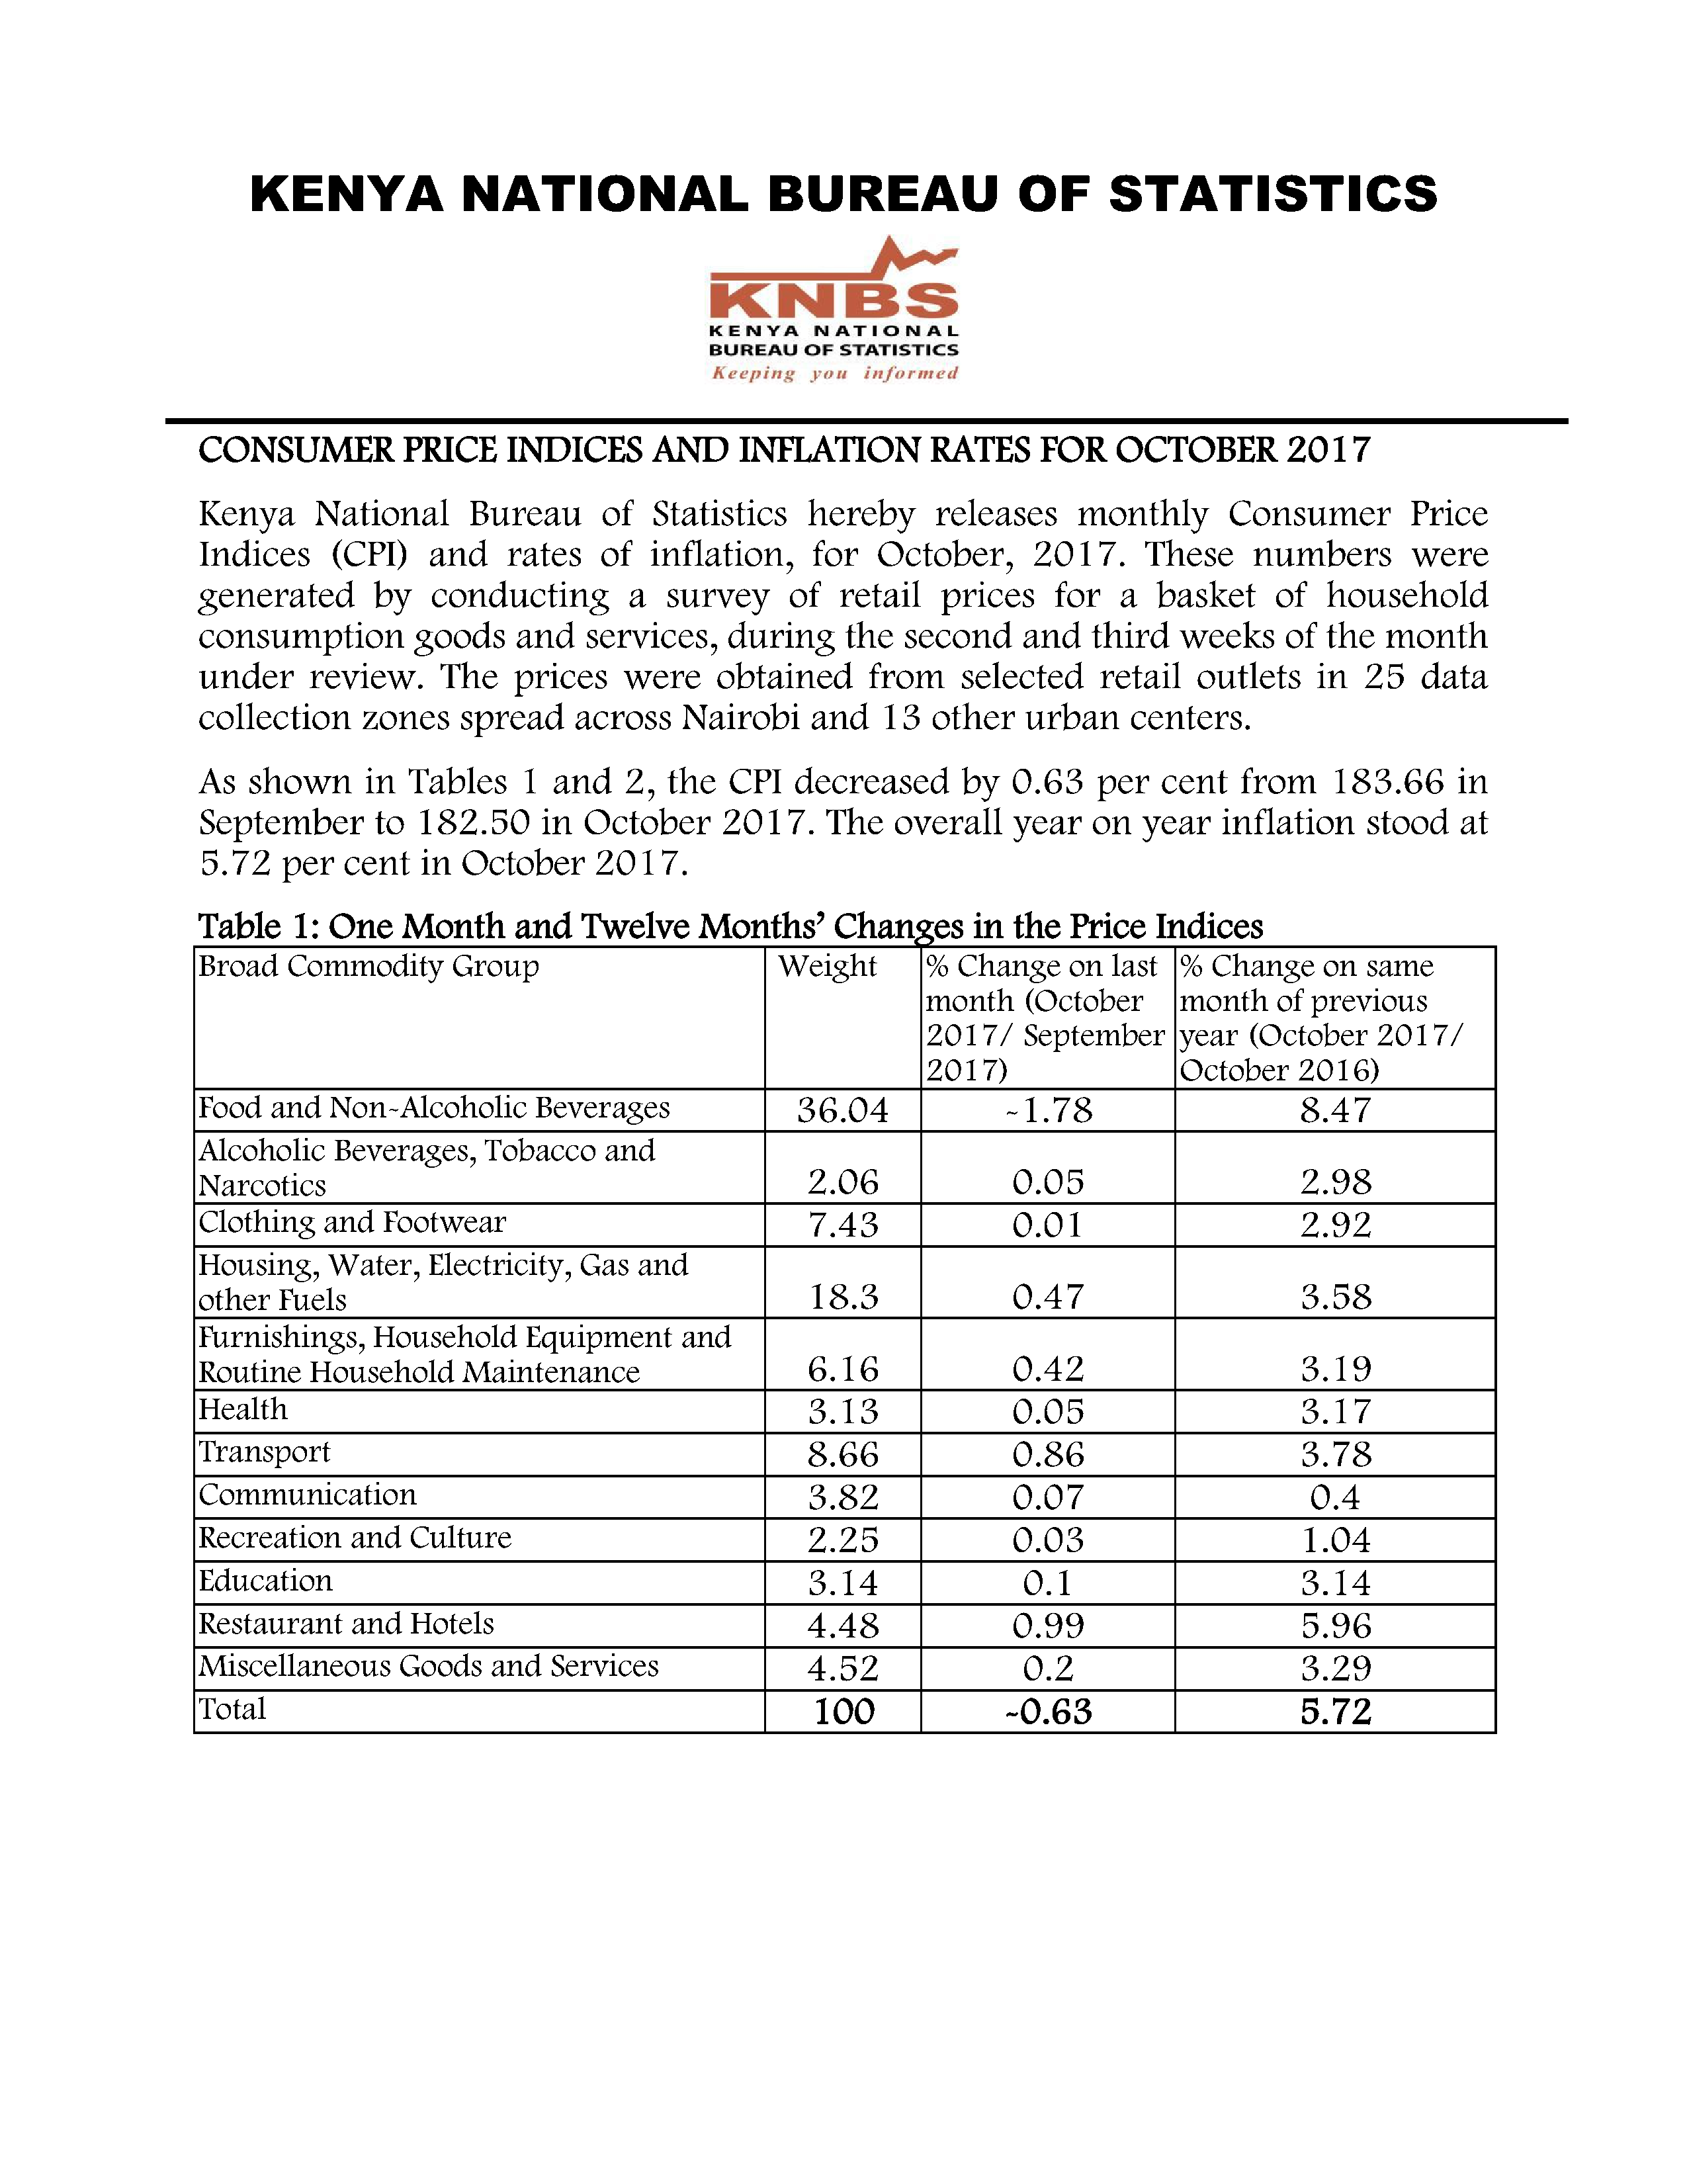 KENYA NATIONAL BUREAU OF STATISTICS
KNBS
KENYA NATIONAL
BUREAU OF STATISTICS
Keeping you informed
CONSUMER PRICE INDICES AND INFLATION RATES FOR OCTOBER 2017
Kenya National Bureau of Statistics hereby releases monthly Consumer Price
Indices (CPI) and rates of inflation, for October, 2017. These numbers were
generated by conducting a survey of retail prices for a basket of household
consumption goods and services, during the second and third weeks of the month
under review. The prices were obtained from selected retail outlets in 25 data
collection zones spread across Nairobi and 13 other urban centers.
As shown in Tables 1 and 2, the CPI decreased by 0.63 per cent from 183.66 in
September to 182.50 in October 2017. The overall year on year inflation stood at
5.72 per cent in October 2017.
Table 1: One Month and Twelve Months’ Changes in the Price Indices
Broad Commodity Group Weight % Change on last % Change on same
month (October month of previous
2017/ September year (October 2017/
2017) October 2016)
Food and Non-Alcoholic Beverages 36.04 -1.78 8.47
Alcoholic Beverages, Tobacco and
Narcotics 2.06 0.05 2.98
Clothing and Footwear 7.43 0.01 2.92
Housing, Water, Electricity, Gas and
other Fuels 18.3 0.47 3.58
Furnishings, Household Equipment and
Routine Household Maintenance 6.16 0.42 3.19
Health 3.13 0.05 3.17
Transport 8.66 0.86 3.78
Communication 3.82 0.07 0.4
Recreation and Culture 2.25 0.03 1.04
Education 3.14 0.1 3.14
Restaurant and Hotels 4.48 0.99 5.96
Miscellaneous Goods and Services 4.52 0.2 3.29
Total 100 -0.63 5.72